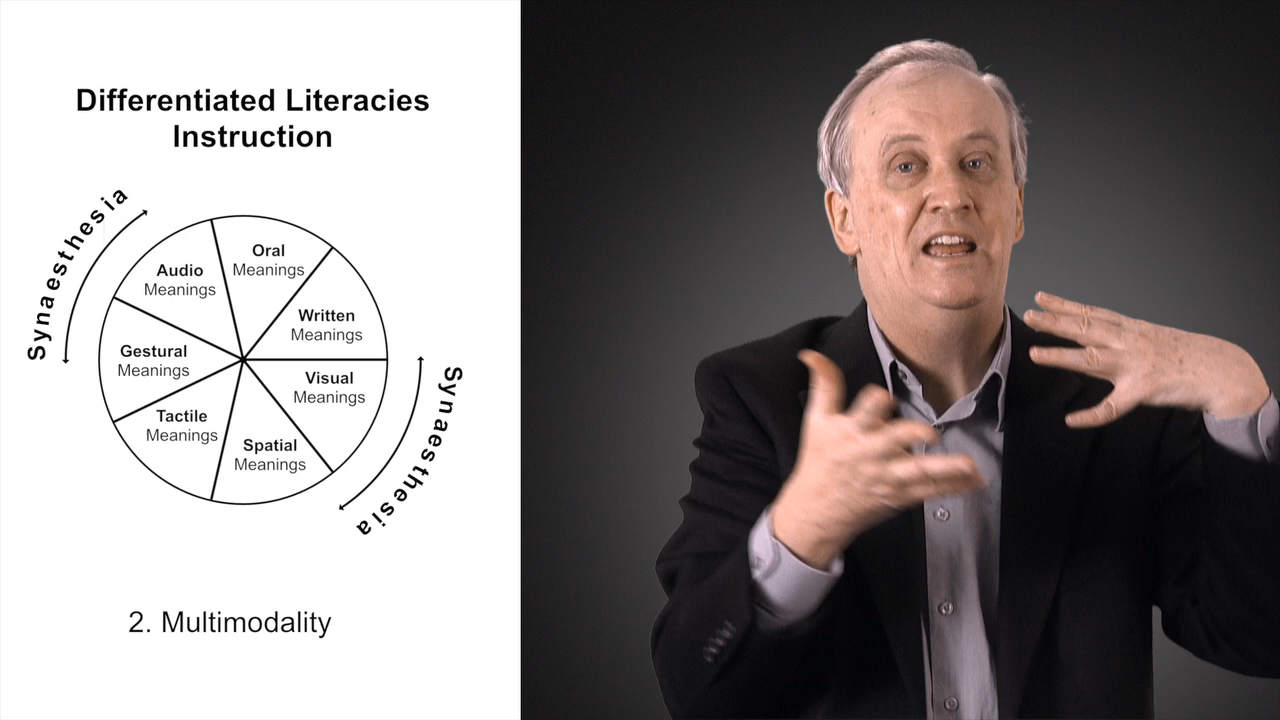 Differentiated Literacies
Instruction
Synaesthesia
Oral
Meanings
Audio
Meanings
Written
Meanings
Gestural
Meanings
Visual
Meanings
Tactile
Meanings
Spatial
Meanings
Synaesthesia
2. Multimodality